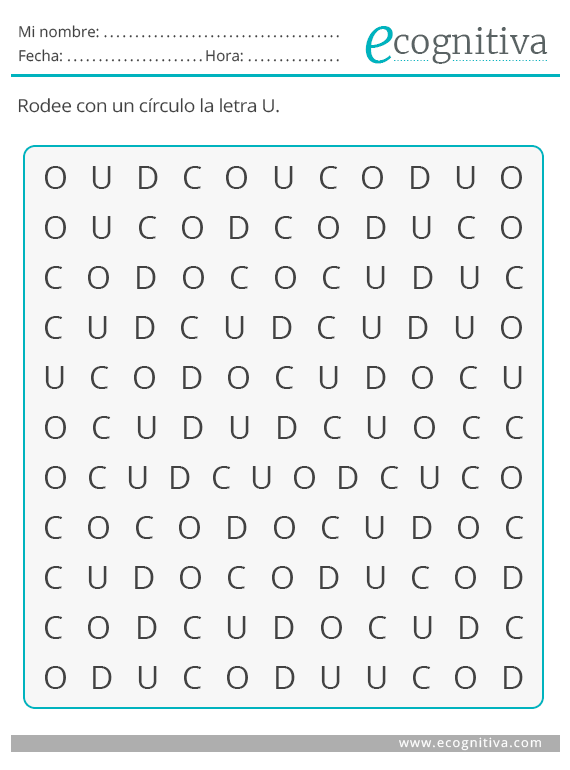 Mi nombre: ......................................
Fecha: ...................... Hora: ...............
ecognitiva
Rodee con un círculo la letra U.
O U D C O U C O D U O
O U C O D C O D U C O
C O D O C O C U D U C
C U D C U D C U D U O
U C O D O C U D O C U
O C U D U D C U O C C
O C U D C U O D C U C O
C O C O D O C U D O C
C U D O C O D U C O D
C O D C U D O C U D C
O D U C O D U U C O D
www.ecognitiva.com